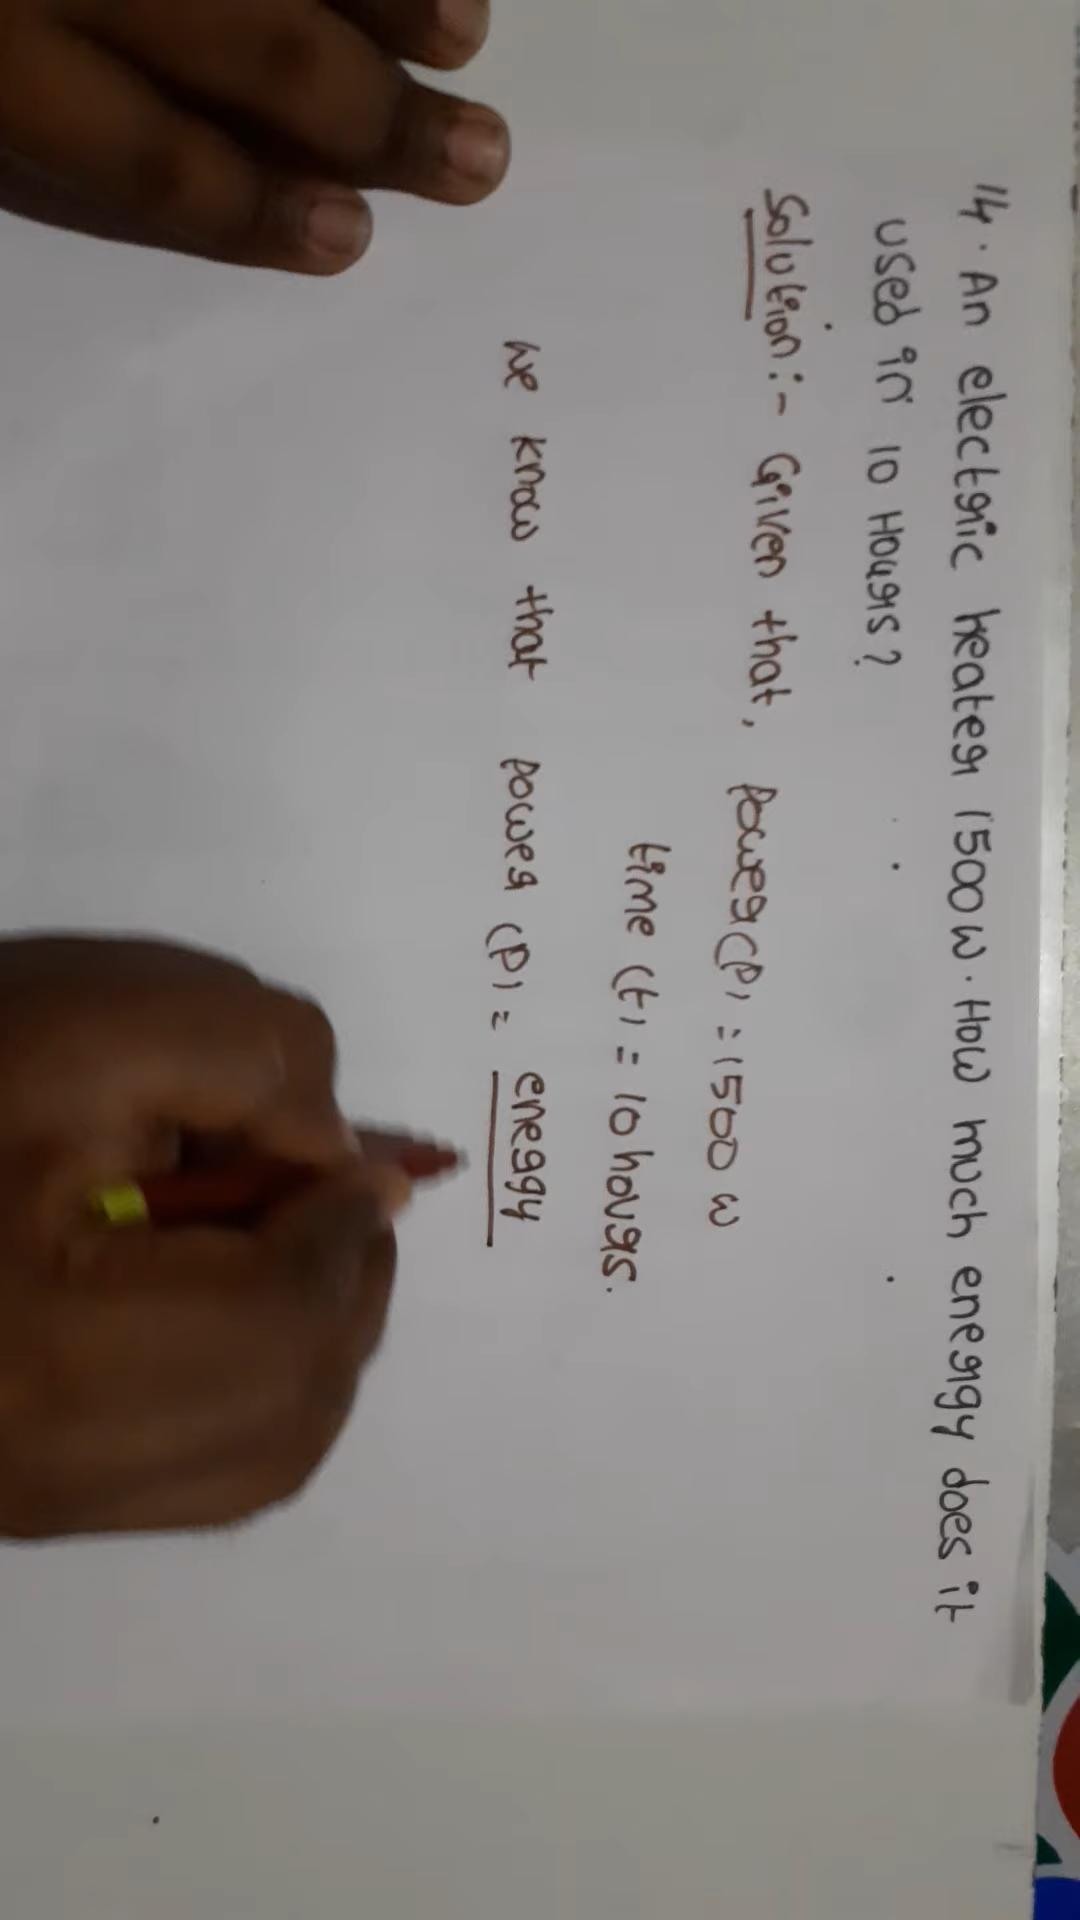 14. An electric heater 1500W. How much energy does it
used in 10 Hours?
Solution:- Given that, power(P) = 1500 w
time (t) = 10 hours.
we know that power (P) = energy